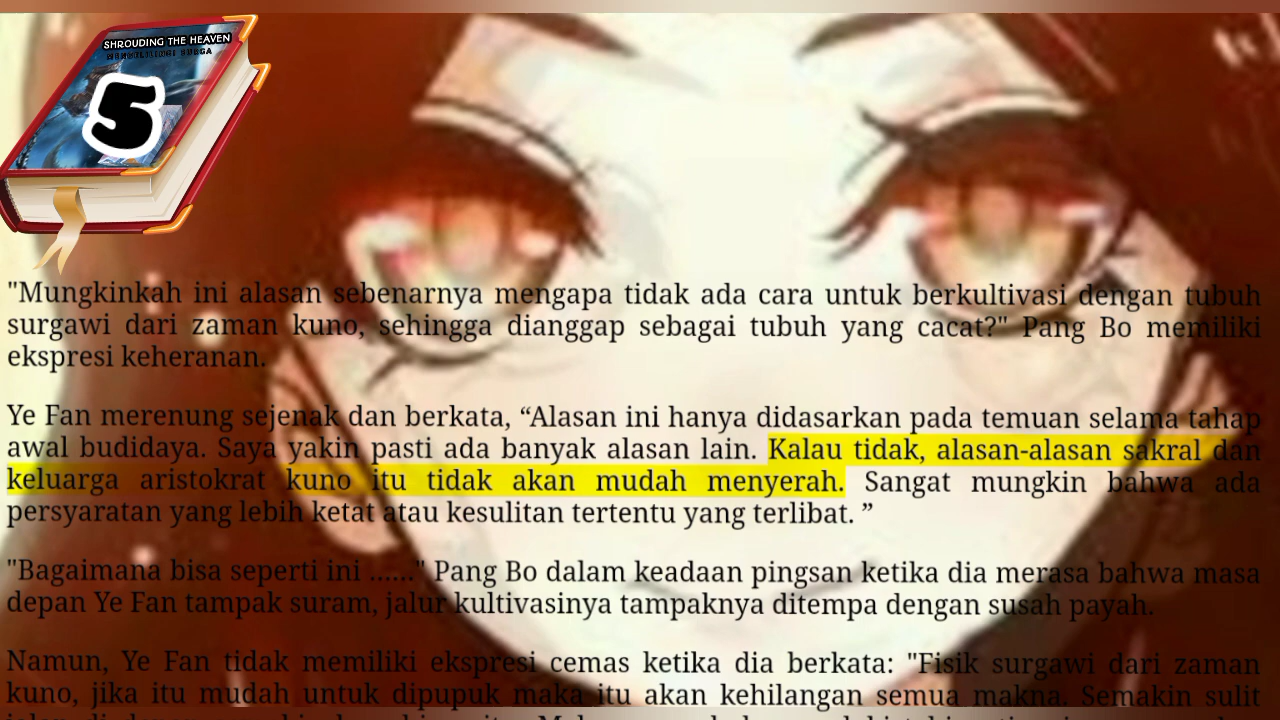 SHROUDING THE HEAVEN
5
"Mungkinkah ini alasan sebenarnya mengapa tidak ada cara untuk berkultivasi dengan tubuh
surgawi dari zaman kuno, sehingga dianggap sebagai tubuh yang cacat?" Pang Bo memiliki
ekspresi keheranan.
Ye Fan merenung sejenak dan berkata, “Alasan ini hanya didasarkan pada temuan selama tahap
awal budidaya. Saya yakin pasti ada banyak alasan lain. Kalau tidak, alasan-alasan sakral dan
keluarga aristokrat kuno itu tidak akan mudah menyerah. Sangat mungkin bahwa ada
persyaratan yang lebih ketat atau kesulitan tertentu yang terlibat. ”
"Bagaimana bisa seperti ini ......" Pang Bo dalam keadaan pingsan ketika dia merasa bahwa masa
depan Ye Fan tampak suram, jalur kultivasinya tampaknya ditempa dengan susah payah.
Namun, Ye Fan tidak memiliki ekspresi cemas ketika dia berkata: "Fisik surgawi dari zaman
kuno, jika itu mudah untuk dipupuk maka itu akan kehilangan semua makna. Semakin sulit